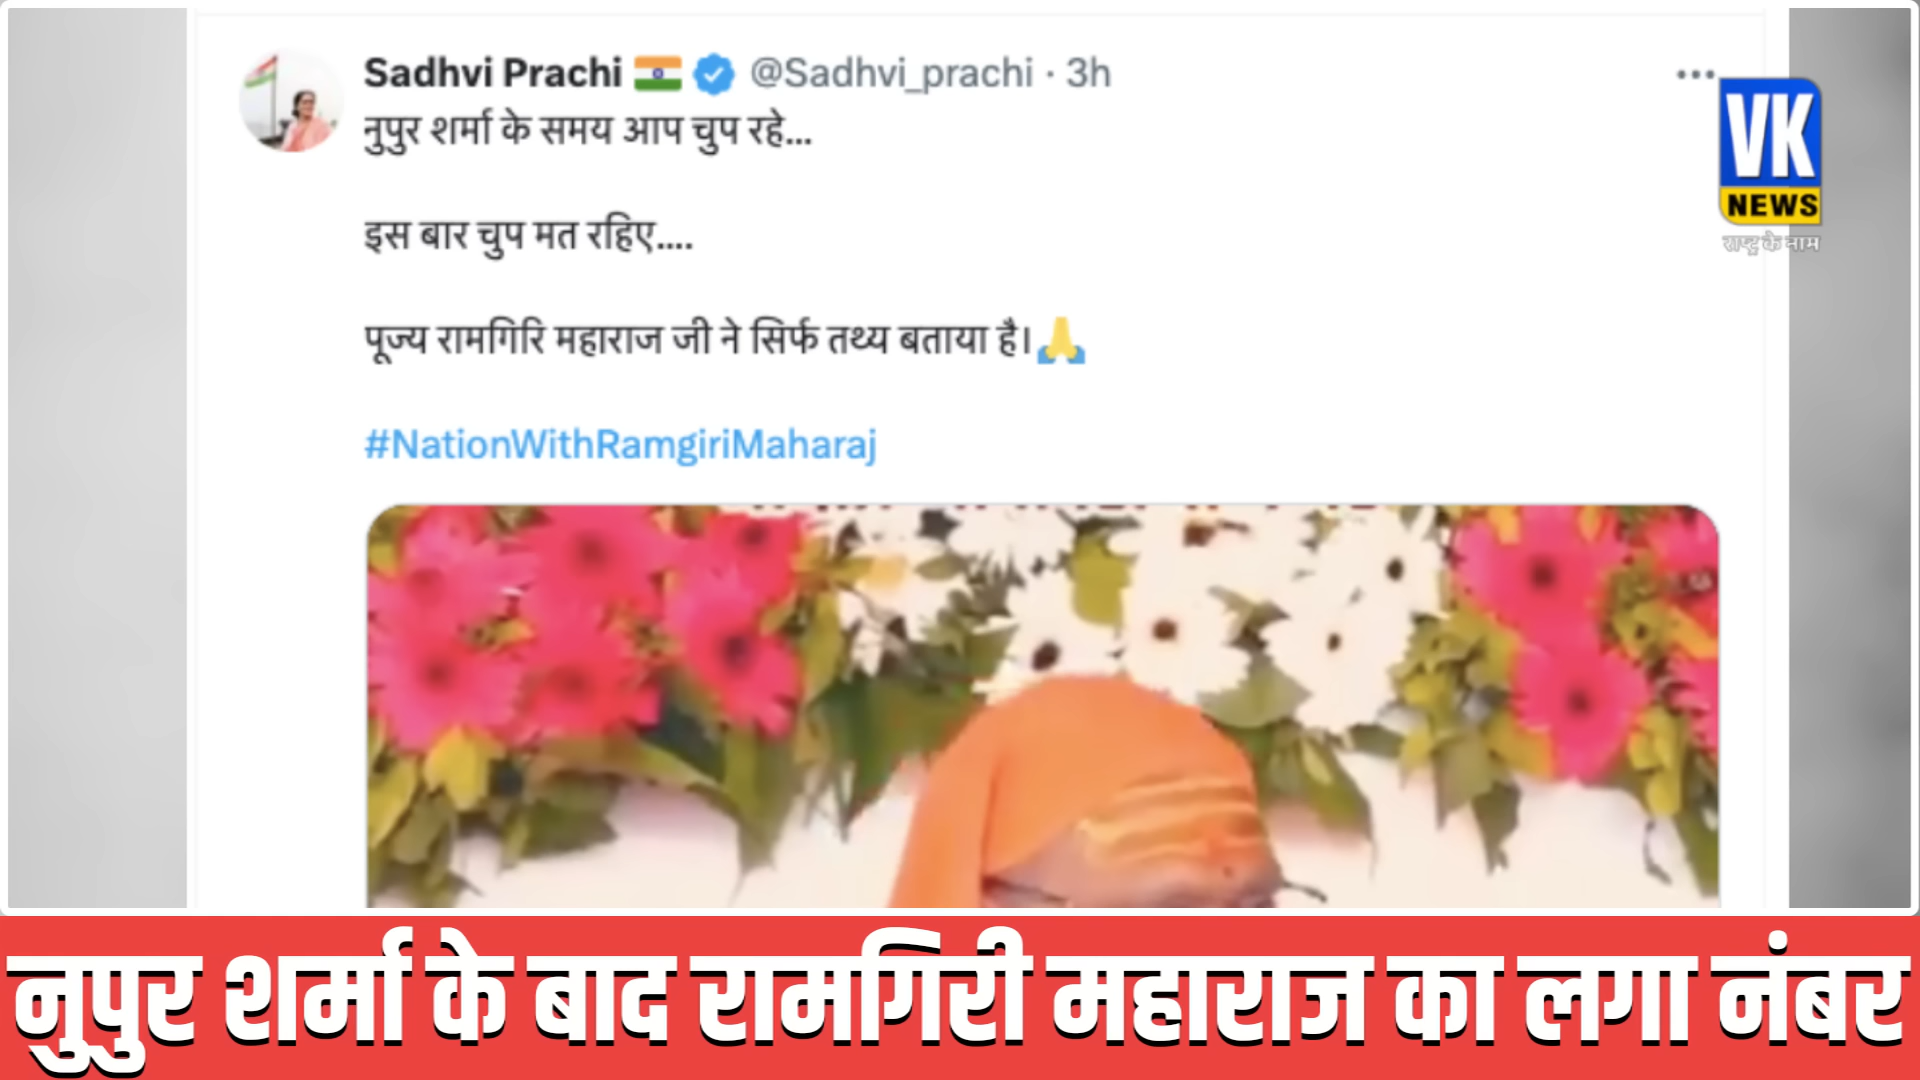 Sadhvi Prachi @Sadhvi_prachi · 3h
नुपुर शर्मा के समय आप चुप रहे...
इस बार चुप मत रहिए....
पूज्य रामगिरि महाराज जी ने सिर्फ तथ्य बताया है।
#NationWithRamgiriMaharaj
VK
NEWS
राष्ट्र के नाम
नुपुर शर्मा के बाद रामगिरी महाराज का लगा नंबर